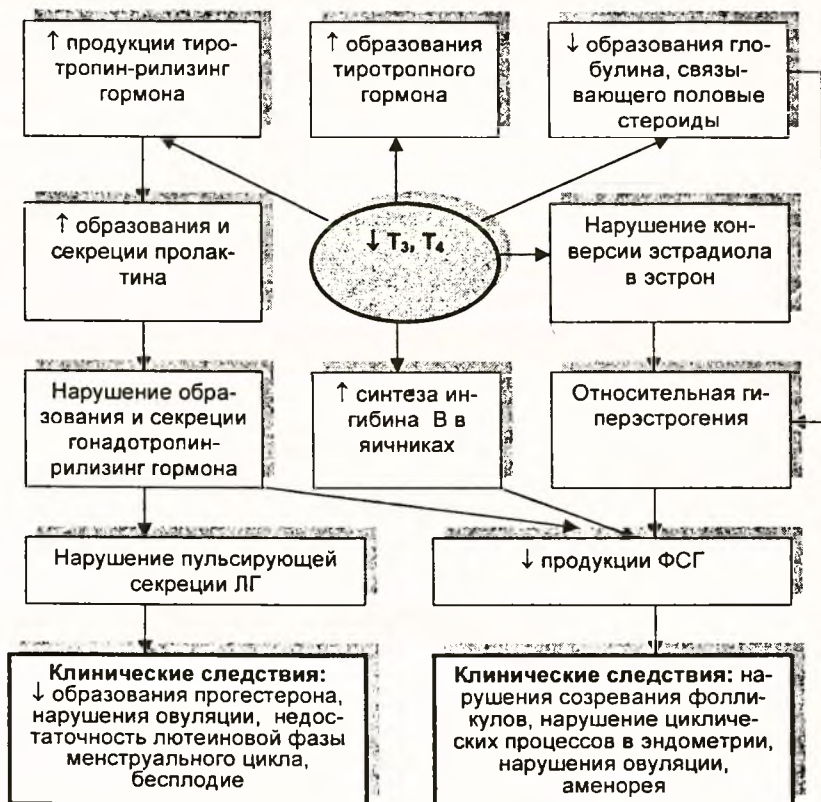 ↑ продукции тиро-
тропин-рилизинг
гормона
↑ образования
тиротропного
гормона
↓ образования гло-
булина, связы-
вающего половые
стероиды
↑ образования и
секреции пролак-
тина
↓ T₃, T₄
Нарушение кон-
версии эстрадиола
в эстрон
Нарушение обра-
зования и секреции
гонадотропин-
рилизинг гормона
↑ синтеза ин-
гибина В в
яичниках
Относительная ги-
перэстрогения
Нарушение пульсирующей
секреции ЛГ
↓ продукции ФСГ
Клинические следствия:
↓ образования прогестерона,
нарушения овуляции, недос-
таточность лютеиновой фазы
менструального цикла,
бесплодие
Клинические следствия: на-
рушения созревания фолли-
кулов, нарушение цикличе-
ских процессов в эндометрии,
нарушения овуляции,
аменорея